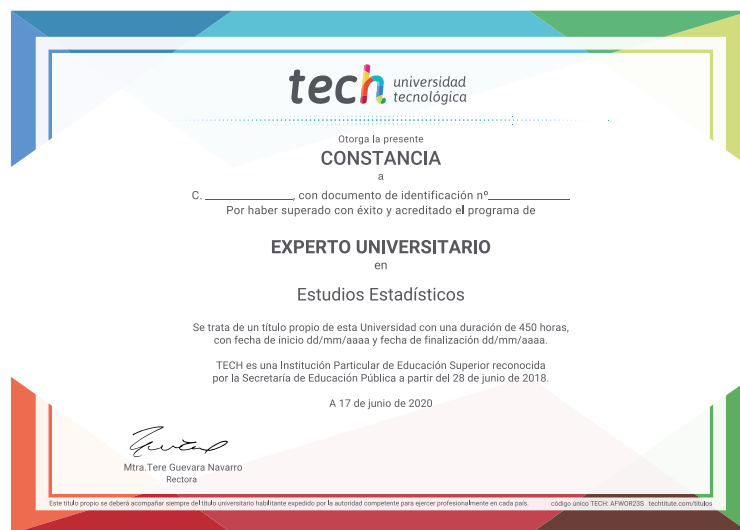 tech universidad
tecnológica
Otorga la presente
CONSTANCIA
a
C. ______________, con documento de identificación nº______________
Por haber superado con éxito y acreditado el programa de
EXPERTO UNIVERSITARIO
en
Estudios Estadísticos
Se trata de un título propio de esta Universidad con una duración de 450 horas,
con fecha de inicio dd/mm/aaaa y fecha de finalización dd/mm/aaaa.
TECH es una Institución Particular de Educación Superior reconocida
por la Secretaría de Educación Pública a partir del 28 de junio de 2018.
A 17 de junio de 2020
Mtra.Tere Guevara Navarro
Rectora
Este título propio se deberá acompañar siempre del título universitario habilitante expedido por la autoridad competente para ejercer profesionalmente en cada país. código único TECH: AFWOR23S techtitute.com/titulos